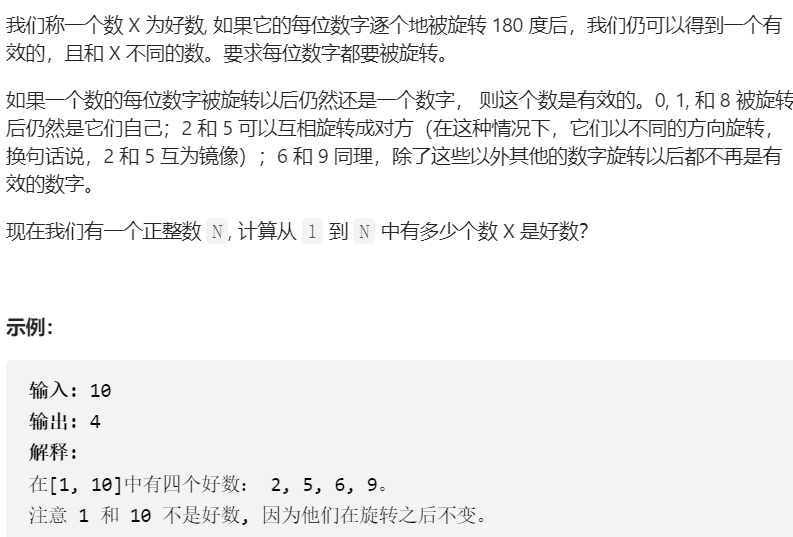 我们称一个数 X 为好数, 如果它的每位数字逐个地被旋转 180 度后，我们仍可以得到一个有
效的，且和 X 不同的数。要求每位数字都要被旋转。
如果一个数的每位数字被旋转以后仍然还是一个数字， 则这个数是有效的。0, 1, 和 8 被旋转
后仍然是它们自己；2 和 5 可以互相旋转成对方（在这种情况下，它们以不同的方向旋转，
换句话说，2 和 5 互为镜像）；6 和 9 同理，除了这些以外其他的数字旋转以后都不再是有
效的数字。
现在我们有一个正整数 N, 计算从 1 到 N 中有多少个数 X 是好数？
示例：
输入: 10
输出: 4
解释:
在[1, 10]中有四个好数： 2, 5, 6, 9。
注意 1 和 10 不是好数, 因为他们在旋转之后不变。